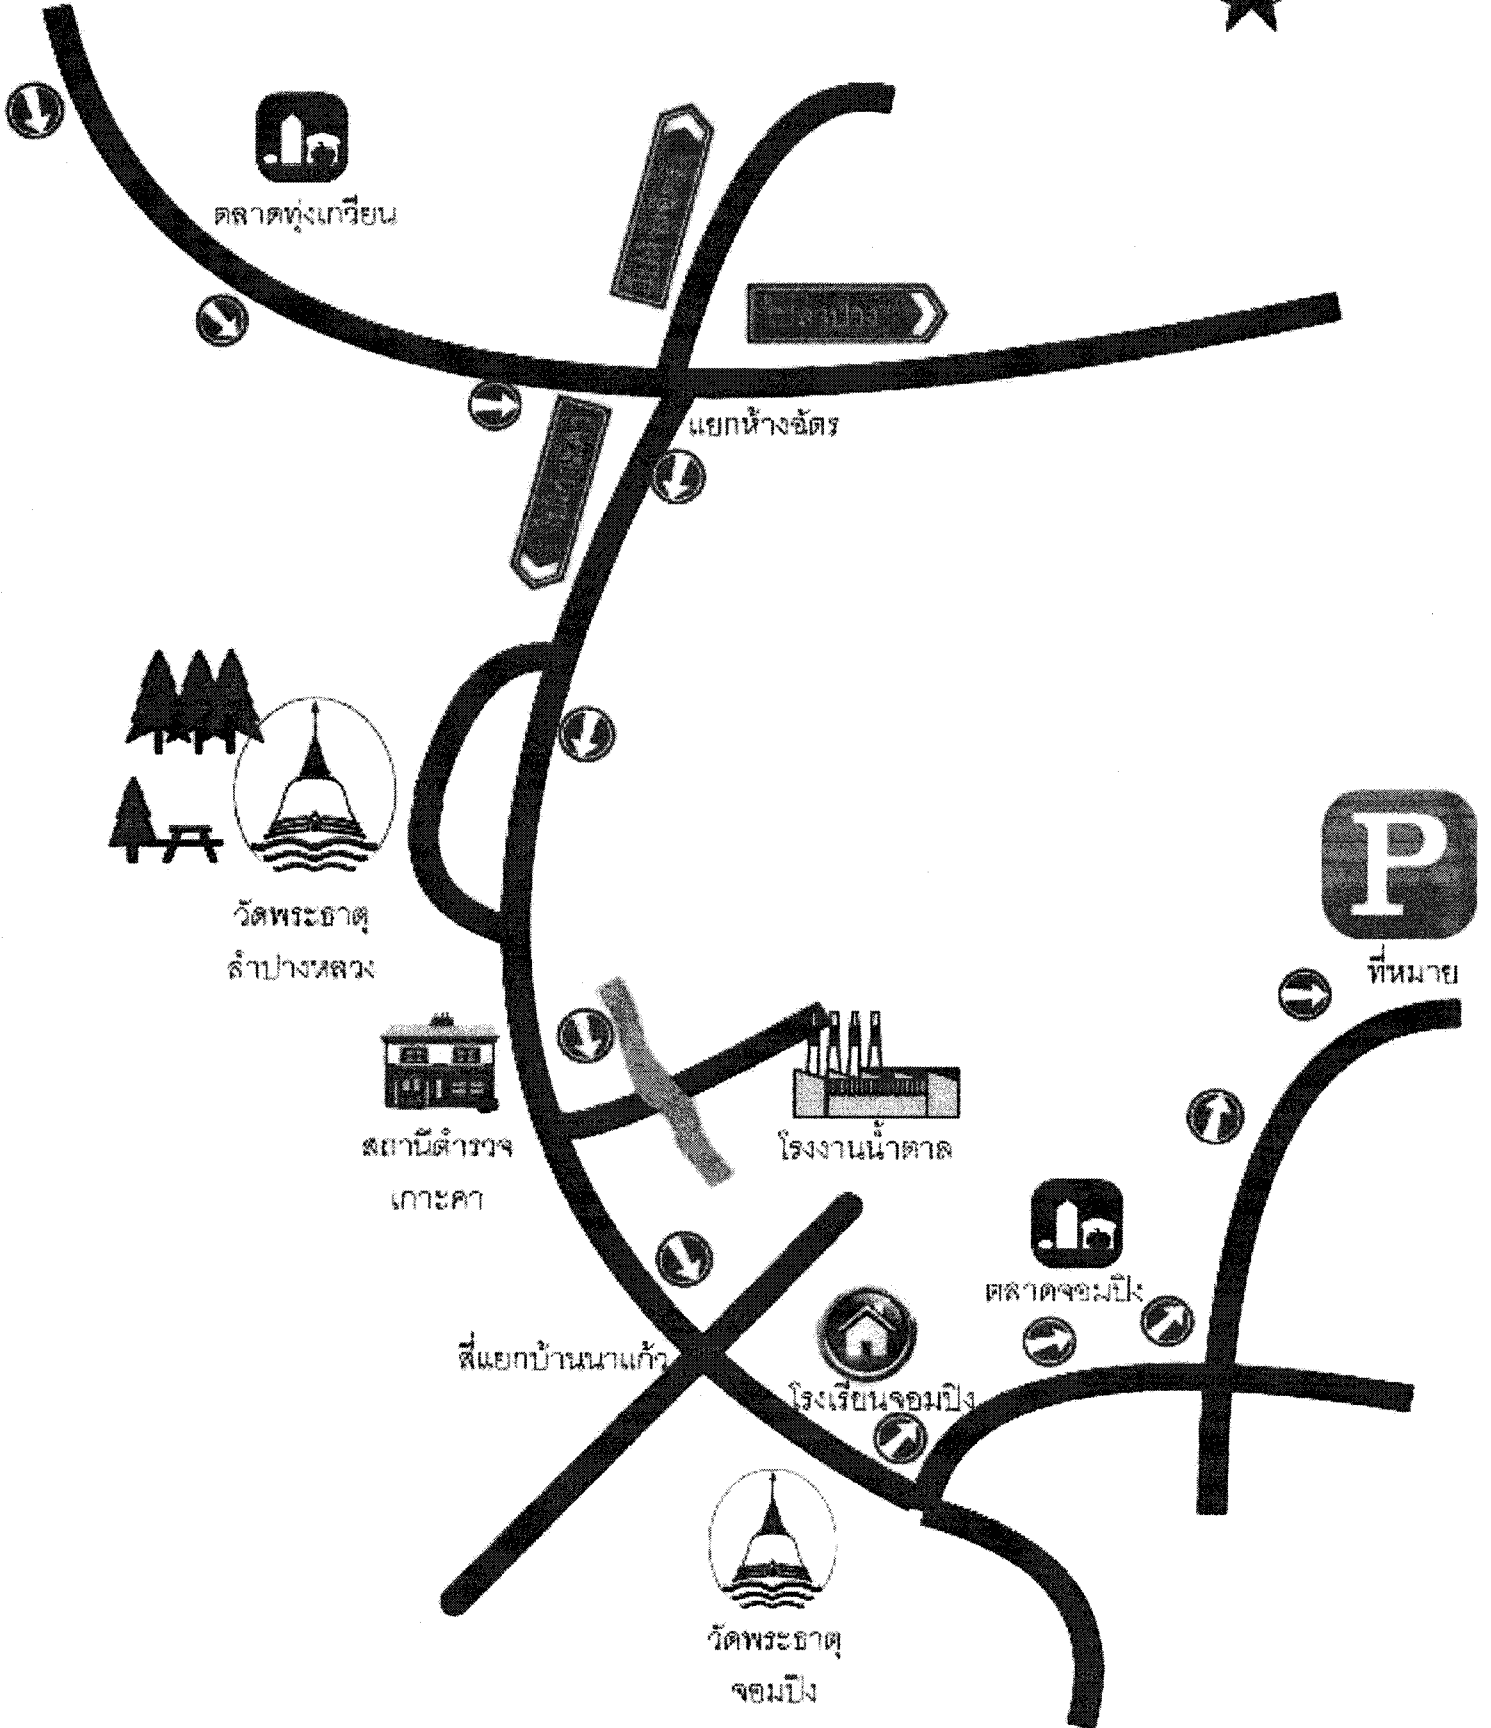 ตลาดทุ่งเกวียน
ลำปาง
แยกห้างฉัตร
วัดพระธาตุ
ลำปางหลวง
P
ที่หมาย
สถานีตำรวจ
เกาะคา
โรงงานน้ำตาล
ตลาดจอมปิง
สี่แยกบ้านนาแก้ว
โรงเรียนจอมปิง
วัดพระธาตุ
จอมปิง